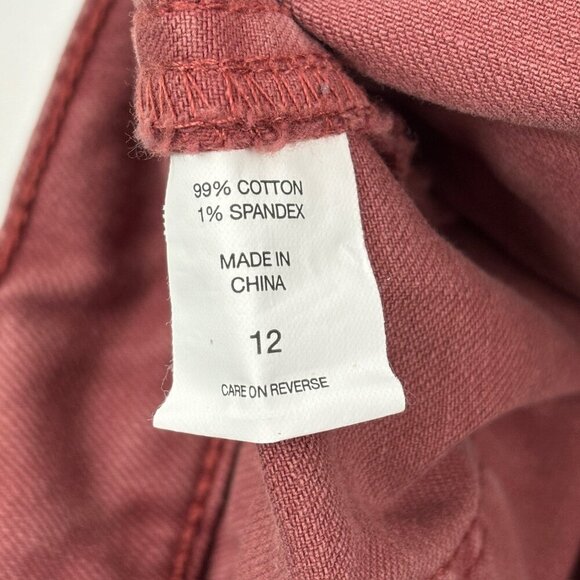 99% COTTON
1% SPANDEX
MADE IN
CHINA
12
CARE ON REVERSE